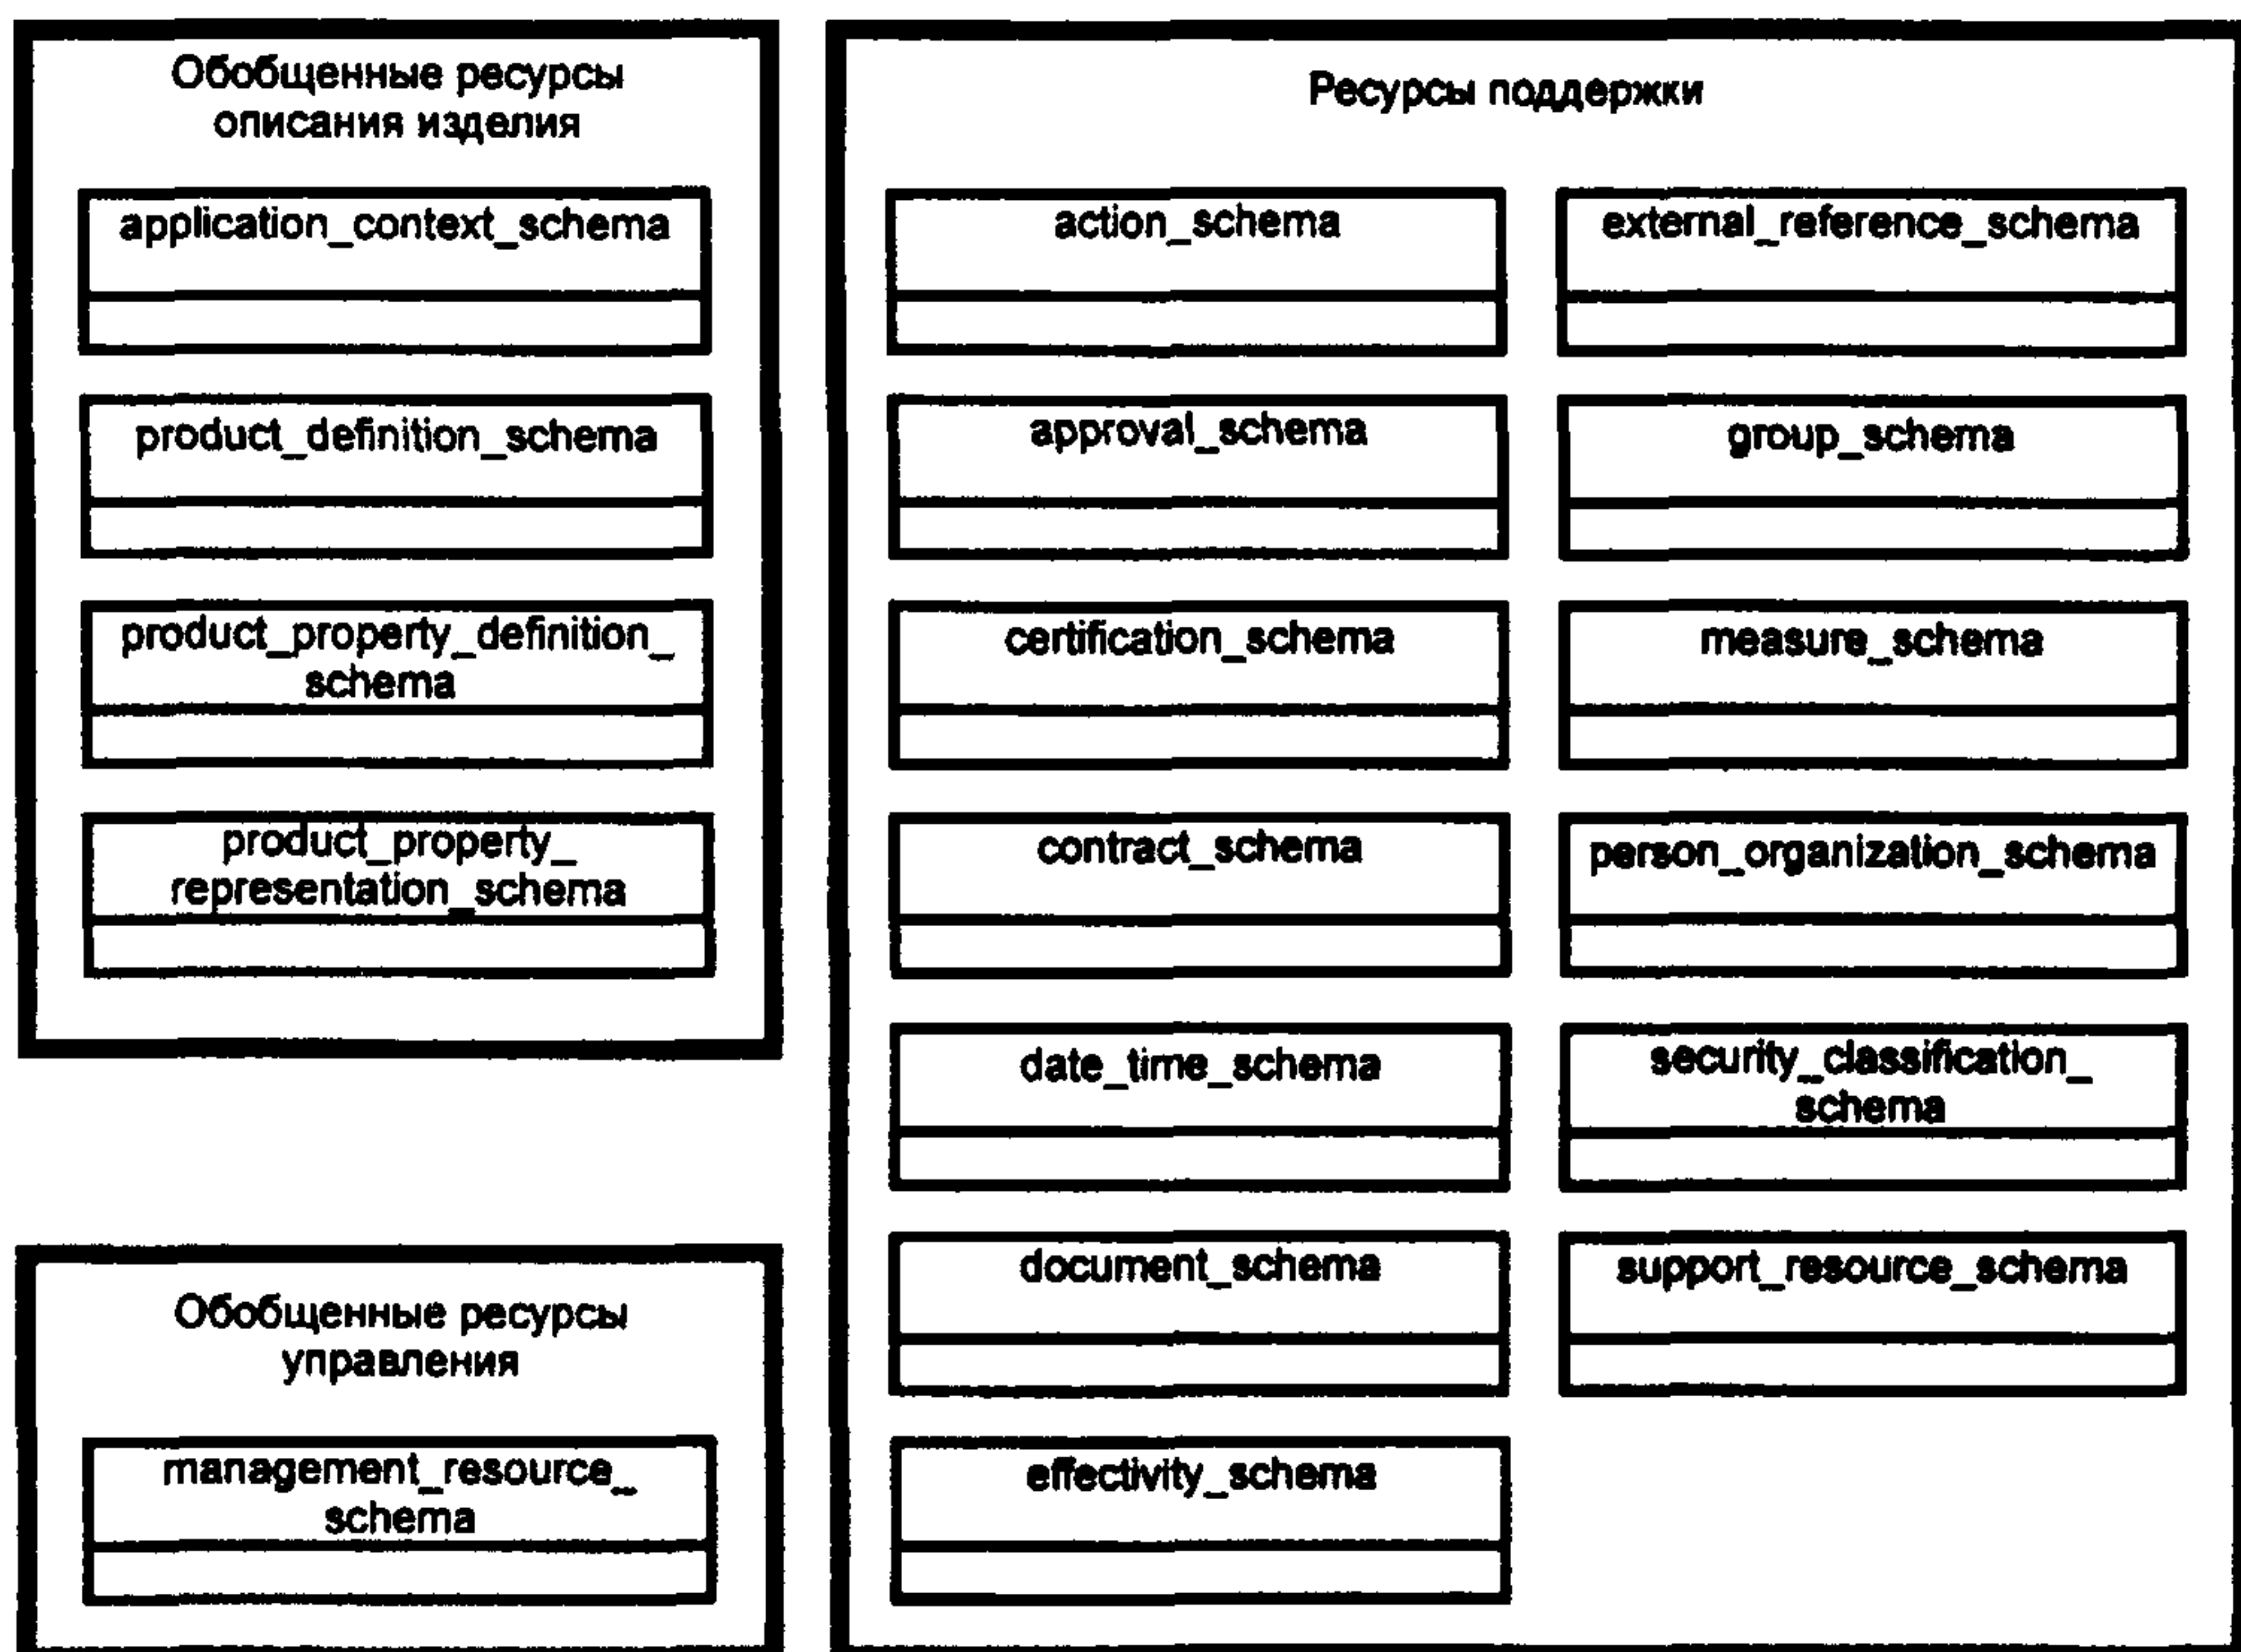 Обобщенные ресурсы
описания изделия
application_context_schema
product_definition_schema
product_property_definition_
schema
product_property_
representation_schema
Обобщенные ресурсы
управления
management_resource_
schema
Ресурсы поддержки
action_schema
approval_schema
certification_schema
contract_schema
date_time_schema
document_schema
effectivity_schema
external_reference_schema
group_schema
measure_schema
person_organization_schema
security_classification_
schema
support_resource_schema